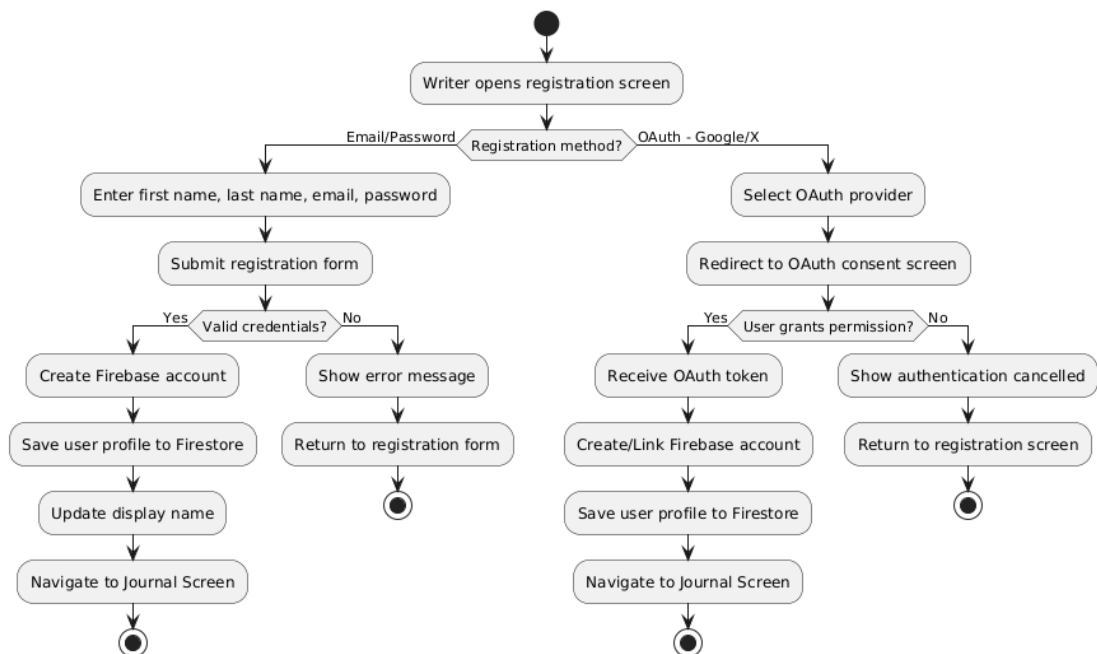 Writer opens registration screen
Email/Password
Registration method?
OAuth - Google/X
Enter first name, last name, email, password
Submit registration form
Yes
Valid credentials?
No
Create Firebase account
Save user profile to Firestore
Update display name
Navigate to Journal Screen
Show error message
Return to registration form
Select OAuth provider
Redirect to OAuth consent screen
Yes
User grants permission?
No
Receive OAuth token
Create/Link Firebase account
Save user profile to Firestore
Navigate to Journal Screen
Show authentication cancelled
Return to registration screen